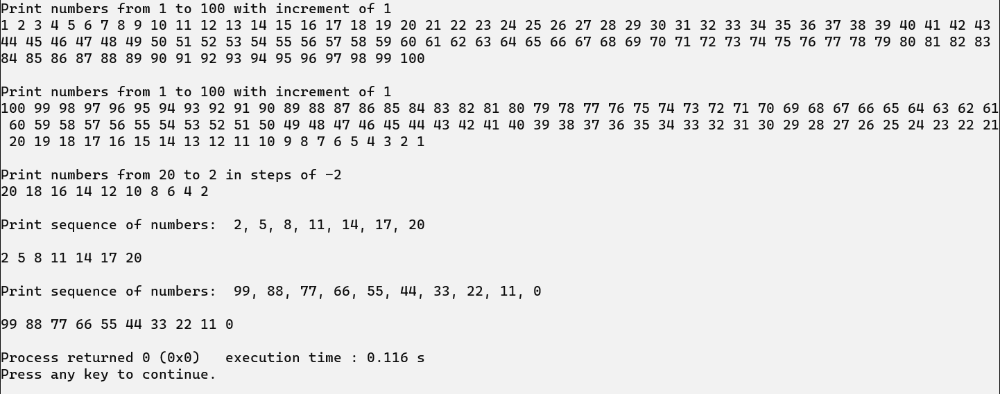 Print numbers from 1 to 100 with increment of 1
1 2 3 4 5 6 7 8 9 10 11 12 13 14 15 16 17 18 19 20 21 22 23 24 25 26 27 28 29 30 31 32 33 34 35 36 37 38 39 40 41 42 43
44 45 46 47 48 49 50 51 52 53 54 55 56 57 58 59 60 61 62 63 64 65 66 67 68 69 70 71 72 73 74 75 76 77 78 79 80 81 82 83
84 85 86 87 88 89 90 91 92 93 94 95 96 97 98 99 100
Print numbers from 1 to 100 with increment of 1
100 99 98 97 96 95 94 93 92 91 90 89 88 87 86 85 84 83 82 81 80 79 78 77 76 75 74 73 72 71 70 69 68 67 66 65 64 63 62 61
60 59 58 57 56 55 54 53 52 51 50 49 48 47 46 45 44 43 42 41 40 39 38 37 36 35 34 33 32 31 30 29 28 27 26 25 24 23 22 21
20 19 18 17 16 15 14 13 12 11 10 9 8 7 6 5 4 3 2 1
Print numbers from 20 to 2 in steps of -2
20 18 16 14 12 10 8 6 4 2
Print sequence of numbers:  2, 5, 8, 11, 14, 17, 20
2 5 8 11 14 17 20
Print sequence of numbers:  99, 88, 77, 66, 55, 44, 33, 22, 11, 0
99 88 77 66 55 44 33 22 11 0
Process returned 0 (0x0)   execution time : 0.116 s
Press any key to continue.